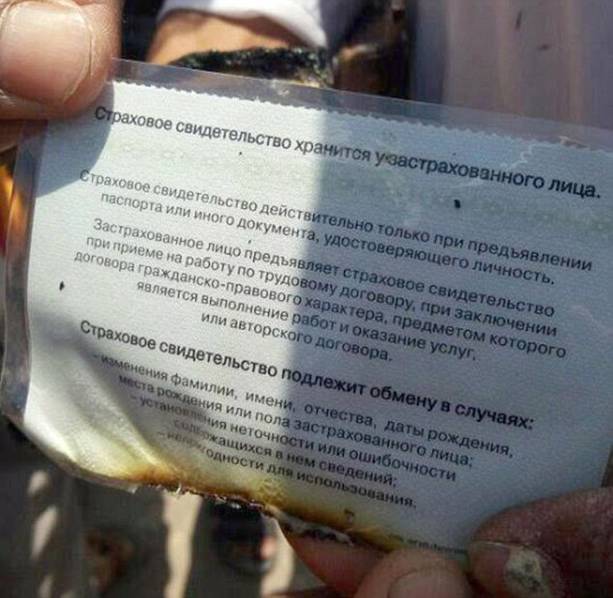 Страховое свидетельство хранится у застрахованного лица.
Страховое свидетельство действительно только при предъявлении
паспорта или иного документа, удостоверяющего личность.
Застрахованное лицо предъявляет страховое свидетельство
при приеме на работу по трудовому договору, при заключении
договора гражданско-правового характера, предметом которого
является выполнение работ и оказание услуг,
или авторского договора.
Страховое свидетельство подлежит обмену в случаях:
- изменения фамилии, имени, отчества, даты рождения,
места рождения или пола застрахованного лица;
- установления неточности или ошибочности
содержащихся в нем сведений;
- непригодности для использования.